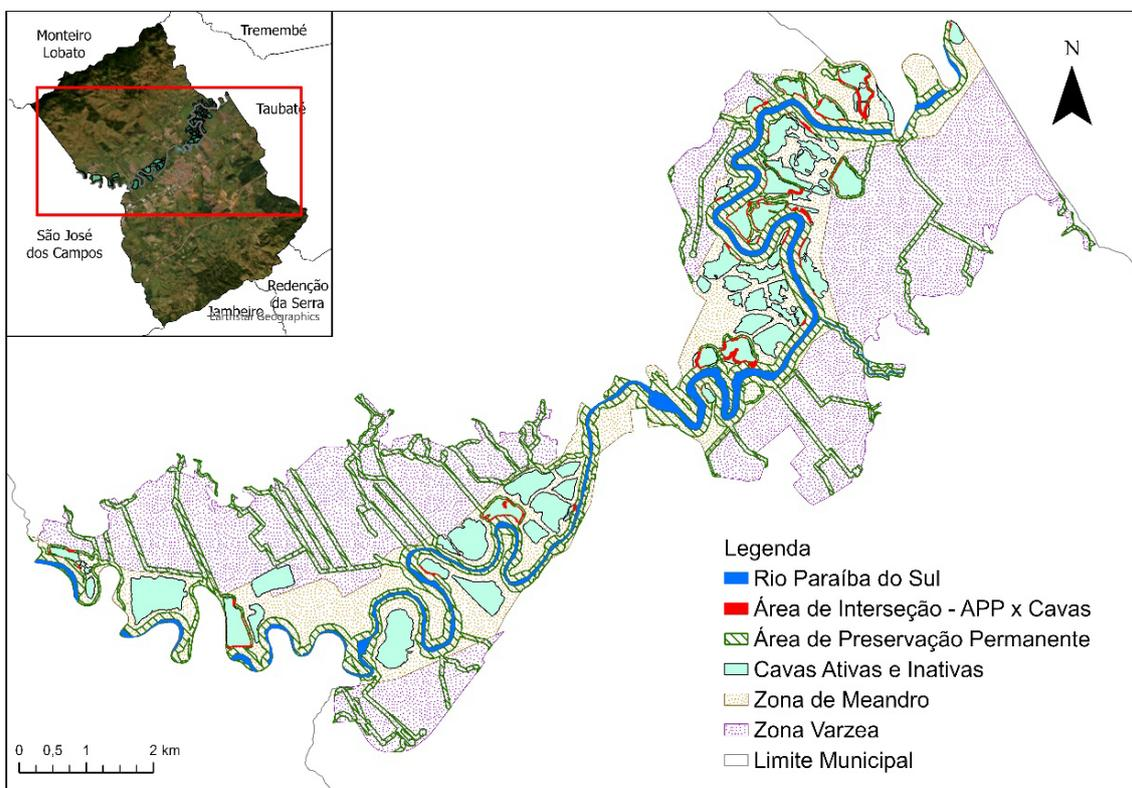 Monteiro
Lobato
Tremembé
Taubaté
São José
dos Campos
Redenção
da Serra
Jambeiro
Earthstar Geographics
N
Legenda
Rio Paraíba do Sul
Área de Interseção - APP x Cavas
Área de Preservação Permanente
Cavas Ativas e Inativas
Zona de Meandro
Zona Varzea
Limite Municipal
0 0,5 1 2 km